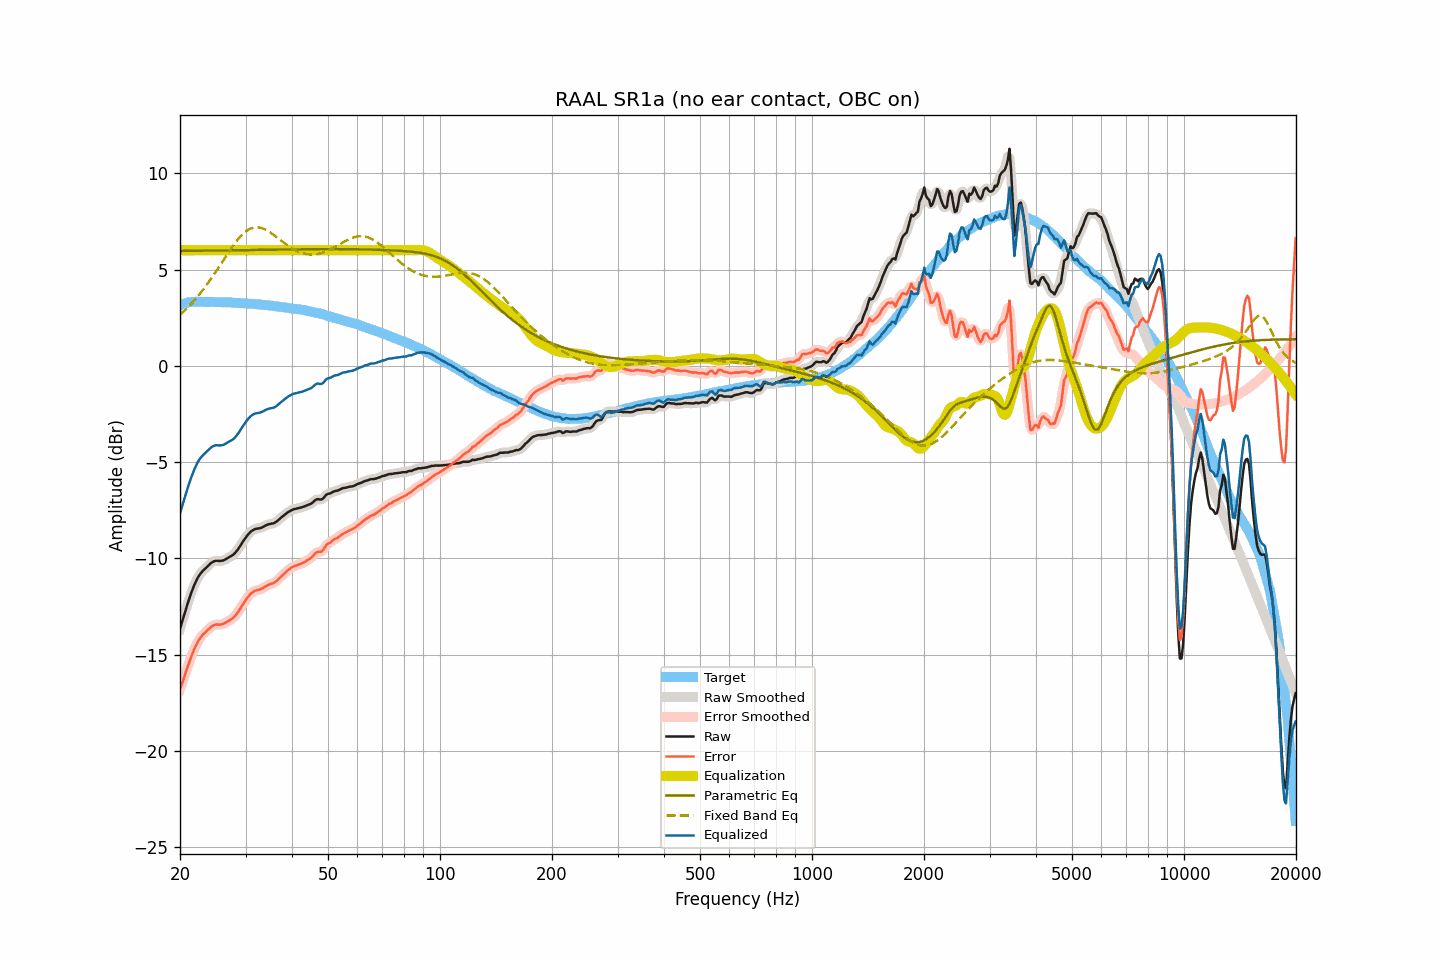 RAAL SR1a (no ear contact, OBC on)
10
5
0
−5
−10
−15
−20
−25
Amplitude (dBr)
Target
Raw Smoothed
Error Smoothed
Raw
Error
Equalization
Parametric Eq
Fixed Band Eq
Equalized
20 50 100 200 500 1000 2000 5000 10000 20000
Frequency (Hz)